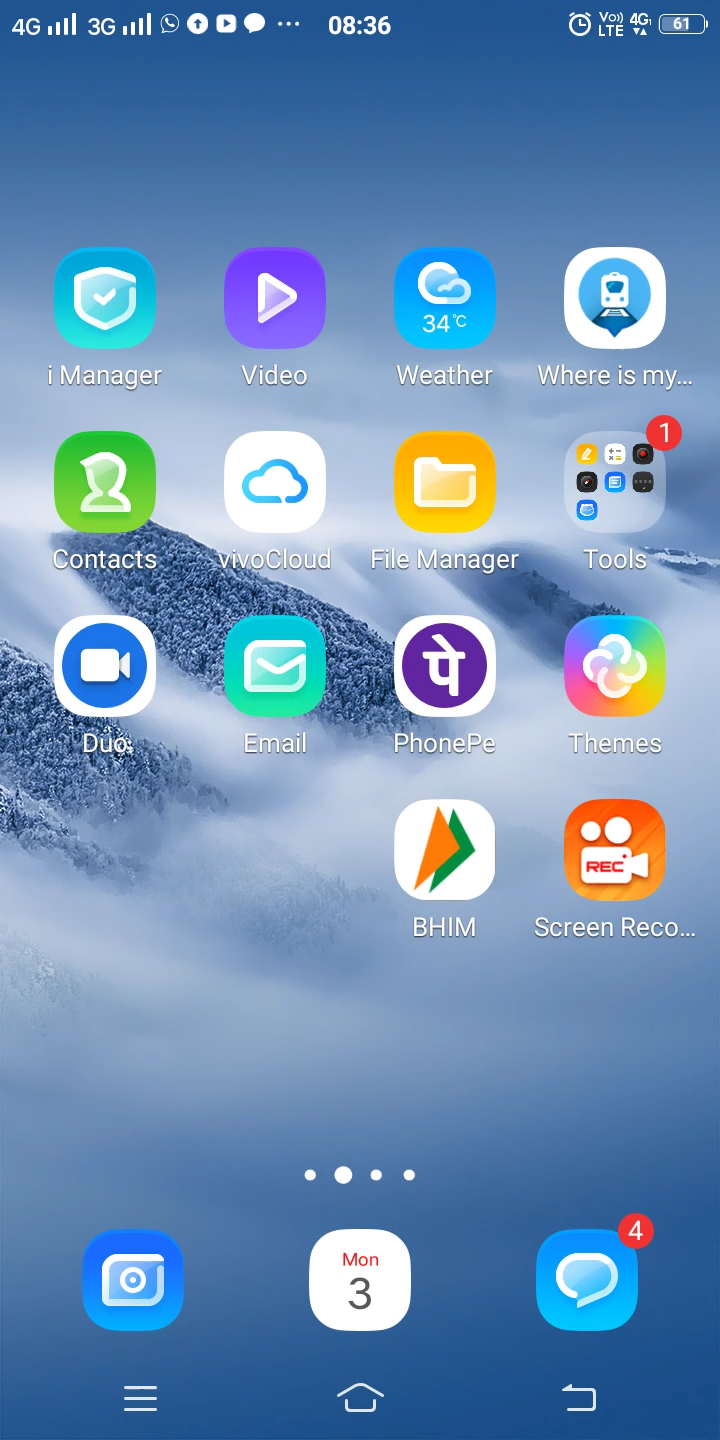 4G 3G 08:36 Vo)) LTE 4G 61
34°C
i Manager Video Weather Where is my...
1
Contacts vivoCloud File Manager Tools
पे
Duo Email PhonePe Themes
REC
BHIM Screen Reco...
4
Mon
3